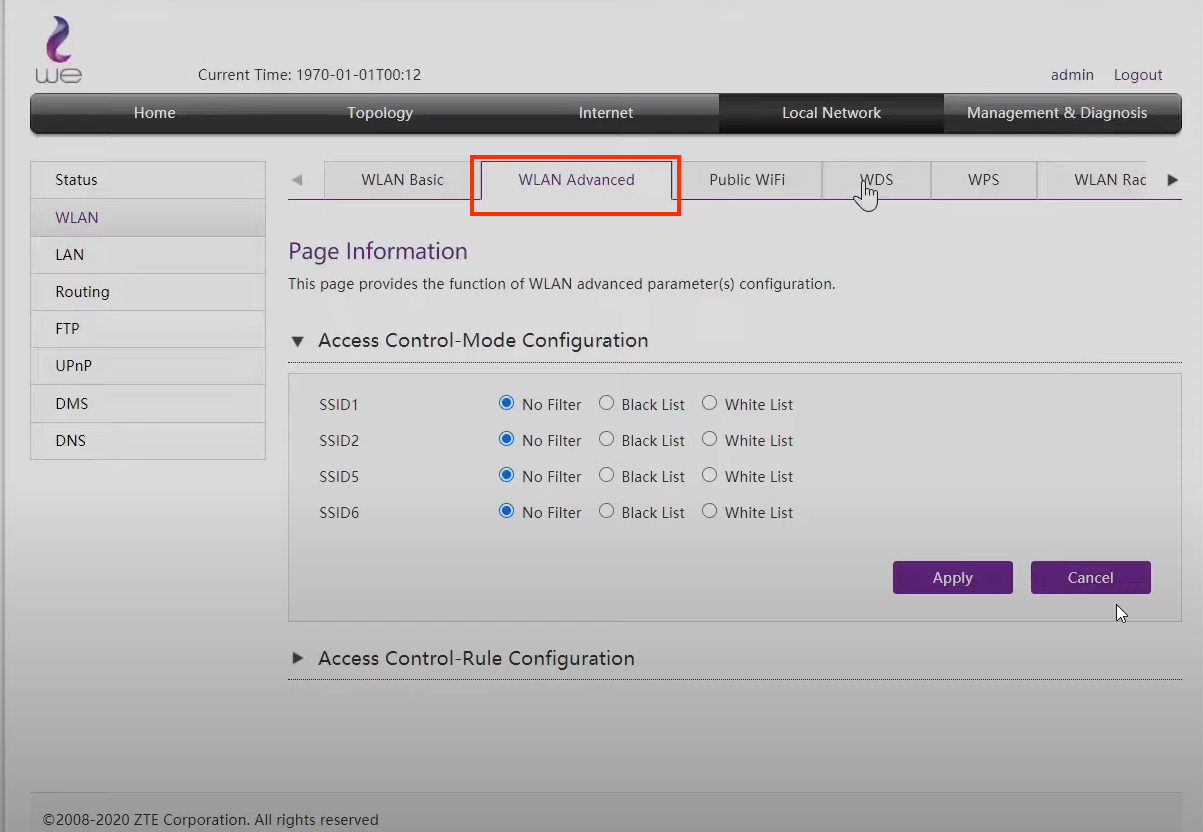 we
Current Time: 1970-01-01T00:12
admin Logout
Home Topology Internet Local Network Management & Diagnosis
Status
WLAN
LAN
Routing
FTP
UPnP
DMS
DNS
WLAN Basic WLAN Advanced Public WiFi WDS WPS WLAN Rac
Page Information
This page provides the function of WLAN advanced parameter(s) configuration.
Access Control-Mode Configuration
SSID1 No Filter Black List White List
SSID2 No Filter Black List White List
SSID5 No Filter Black List White List
SSID6 No Filter Black List White List
Apply Cancel
Access Control-Rule Configuration
©2008-2020 ZTE Corporation. All rights reserved